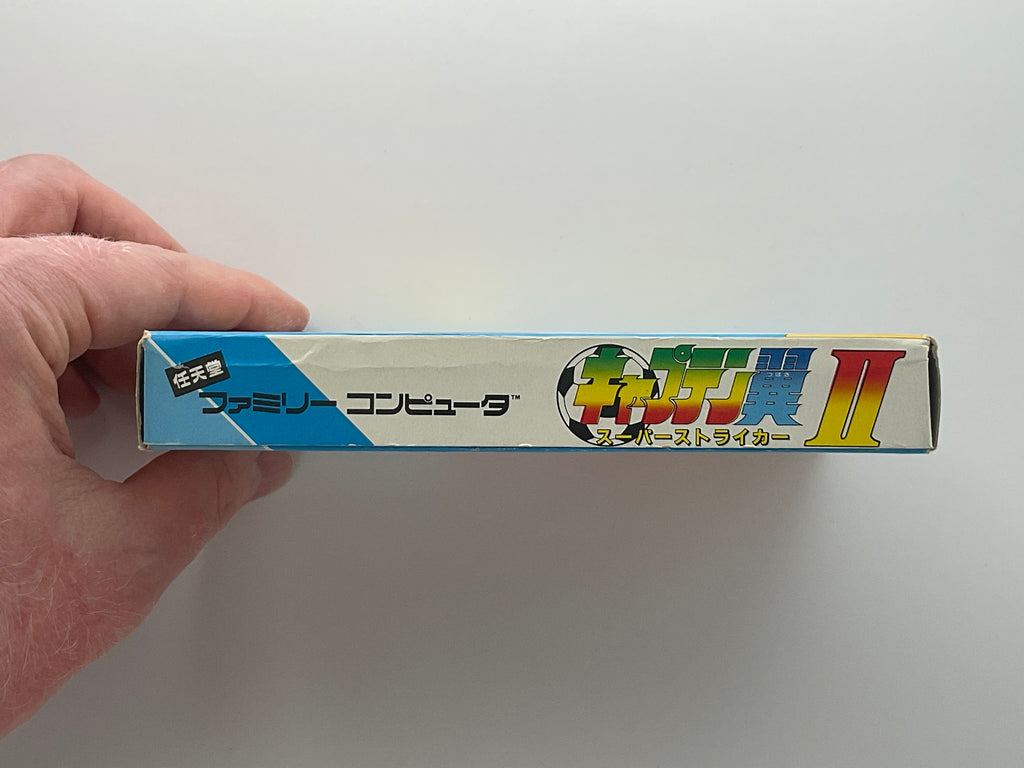 任天堂
ファミリー コンピュータ™
キャプテン翼 II
つばさ
スーパーストライカー